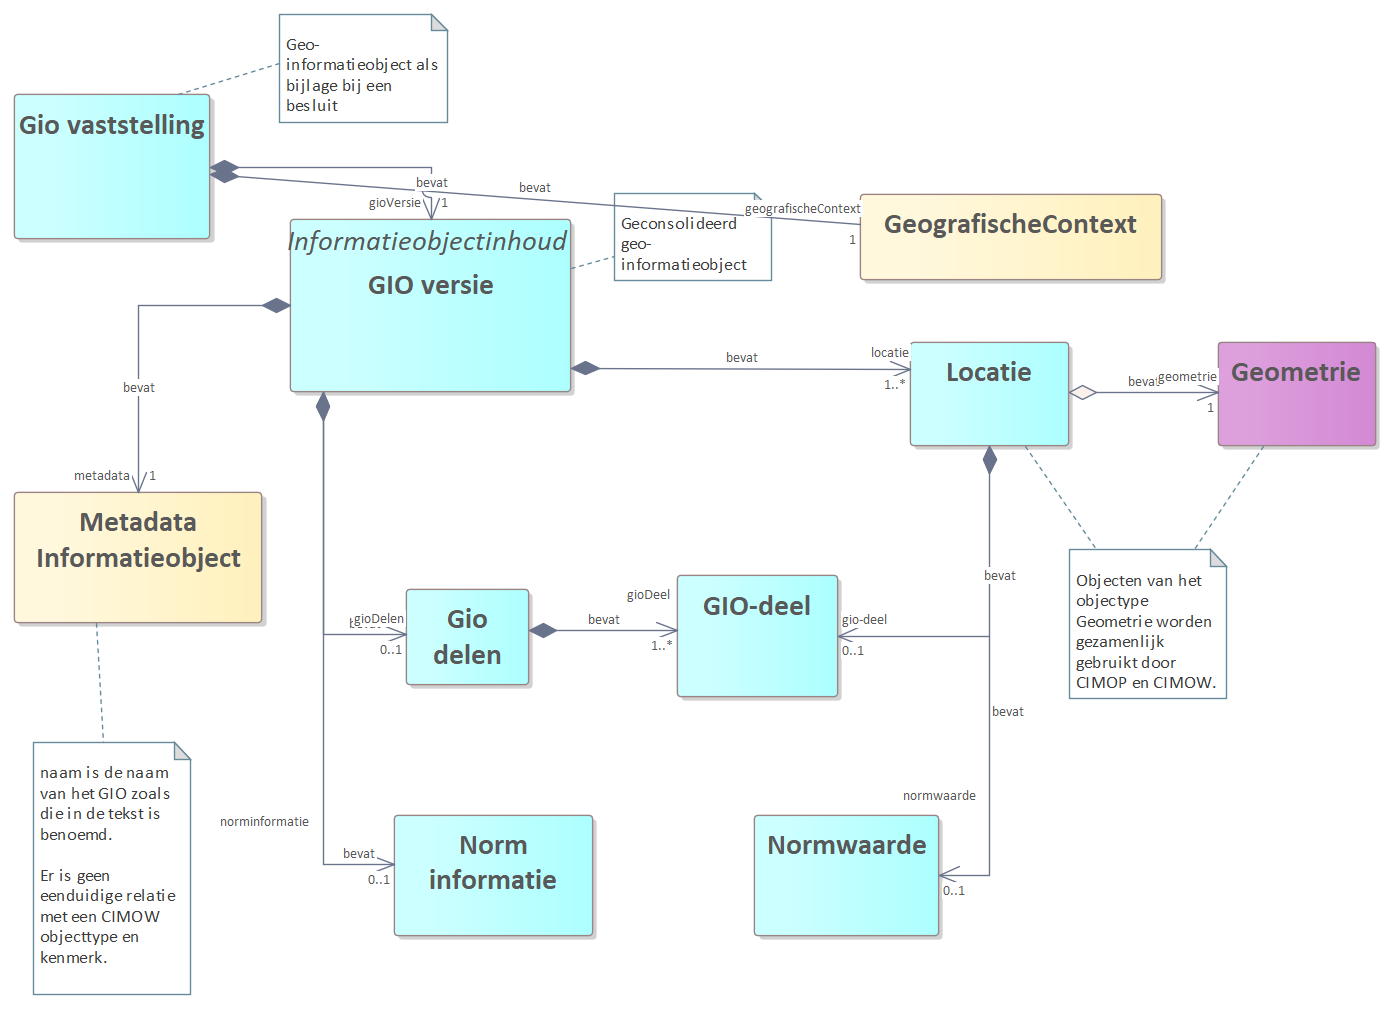 Geo-
informatieobject als
bijlage bij een
besluit
Gio vaststelling
bevat
gioVersie
1
bevat
geografischeContext
1
GeografischeContext
Geconsolideerd
geo-
informatieobject
Informatieobjectinhoud
GIO versie
bevat
metadata
1
bevat
locatie
1..*
Locatie
bevat
geometrie
1
Geometrie
Metadata
Informatieobject
gioDelen
0..1
Gio
delen
bevat
gioDeel
1..*
GIO-deel
gio-deel
0..1
bevat
Objecten van het
objectype
Geometrie worden
gezamenlijk
gebruikt door
CIMOP en CIMOW.
bevat
normwaarde
0..1
Normwaarde
naam is de naam
van het GIO zoals
die in de tekst is
benoemd.
Er is geen
eenduidige relatie
met een CIMOW
objecttype en
kenmerk.
norminformatie
bevat
0..1
Norm
informatie